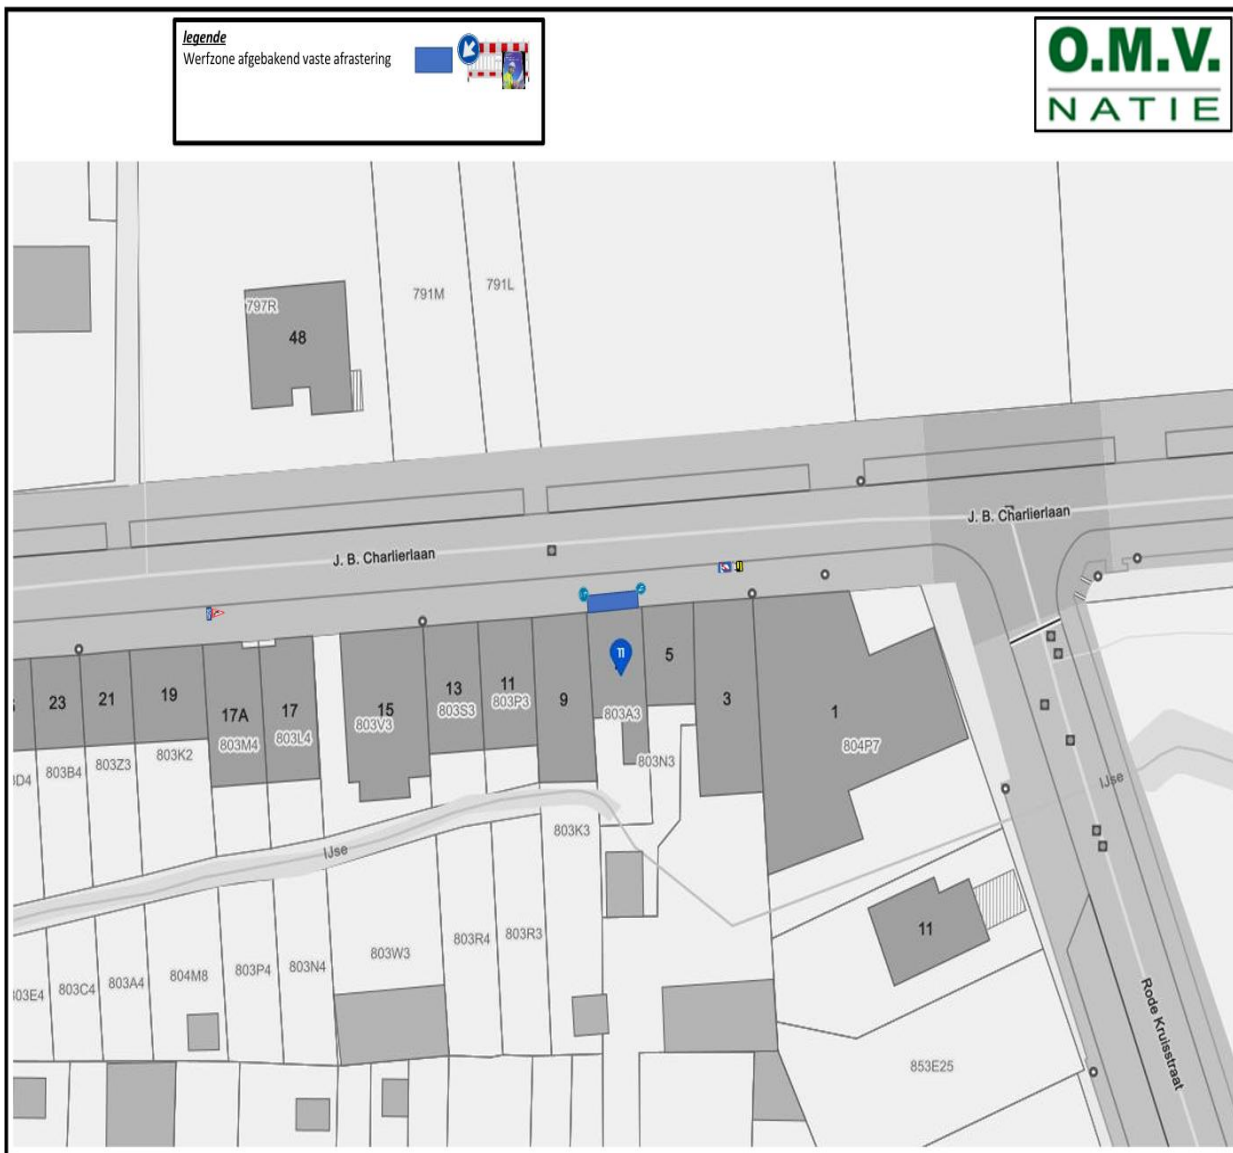 legende
Werfzone afgebakend vaste afrastering
O.M.V.
NATIE
797R
48
791M
791L
J. B. Charlierlaan
J. B. Charlierlaan
23
21
19
17A
17
15
13
11
9
5
3
1
803M4
803L4
803V3
803S3
803P3
803A3
803N3
804P7
803B4
803Z3
803K2
803K3
IJse
IJse
803C4
803A4
804M8
803P4
803N4
803W3
803R4
803R3
11
853E25
Rode Kruisstraat